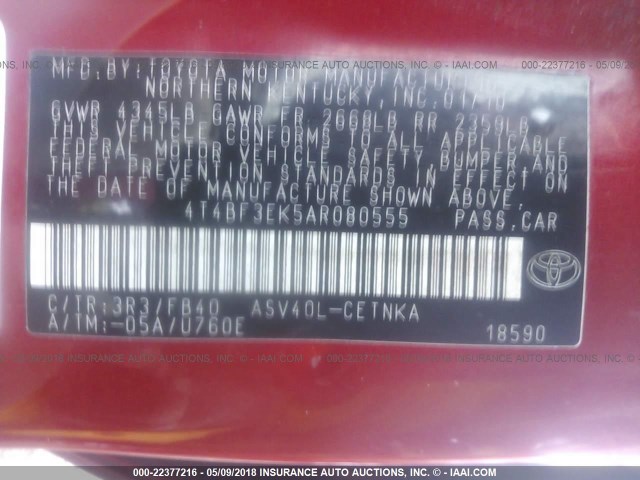 MFD.BY:TOYOTA MOTOR MANUFACTURING
NORTHERN KENTUCKY, INC. 01/10
GVWR 4345LB GAWR FR 2668LB RR 2359LB
THIS VEHICLE CONFORMS TO ALL APPLICABLE
FEDERAL MOTOR VEHICLE SAFETY, BUMPER AND
THEFT PREVENTION STANDARDS IN EFFECT ON
THE DATE OF MANUFACTURE SHOWN ABOVE.
4T4BF3EK5AR080555 PASS.CAR
C/TR:3R3/FB40 ASV40L-CETNKA
A/TM:-05A/U760E 18590
000-22377216 - 05/09/2018 INSURANCE AUTO AUCTIONS - © IAAI.COM